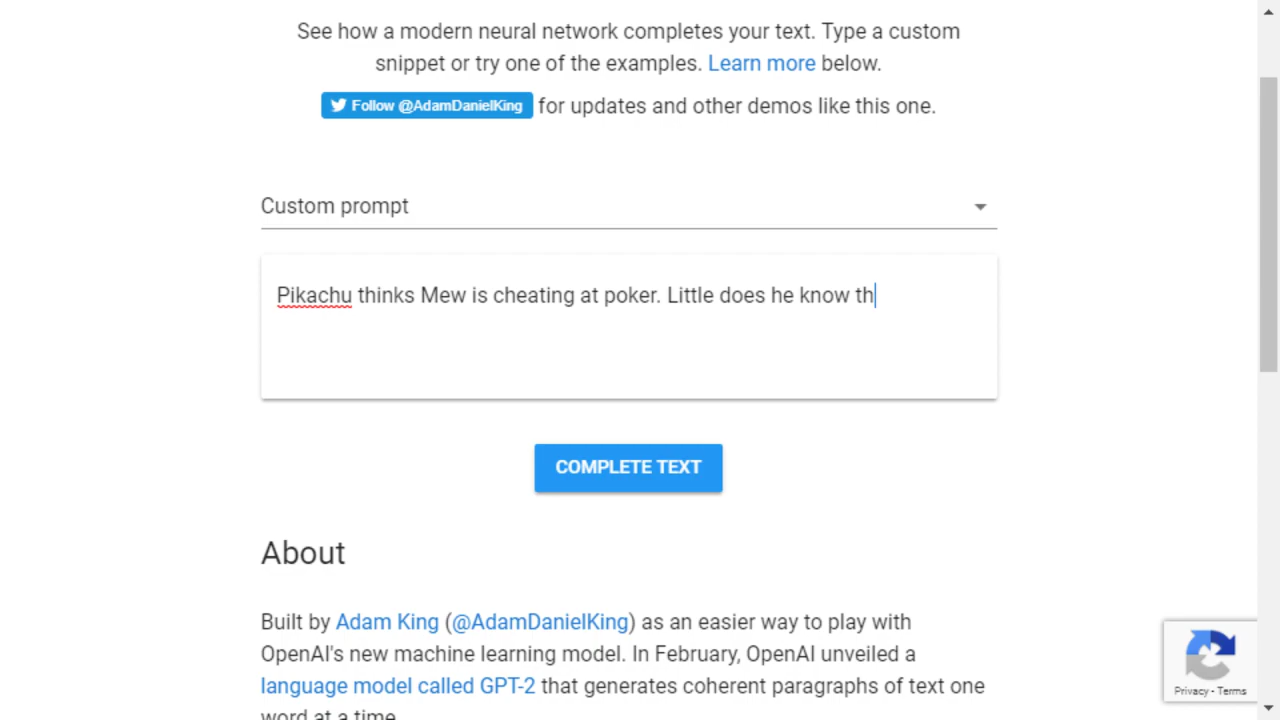 See how a modern neural network completes your text. Type a custom
snippet or try one of the examples. Learn more below.
Follow @AdamDanielKing for updates and other demos like this one.
Custom prompt
Pikachu thinks Mew is cheating at poker. Little does he know th
COMPLETE TEXT
About
Built by Adam King (@AdamDanielKing) as an easier way to play with
OpenAI's new machine learning model. In February, OpenAI unveiled a
language model called GPT-2 that generates coherent paragraphs of text one
word at a time.
Privacy - Terms